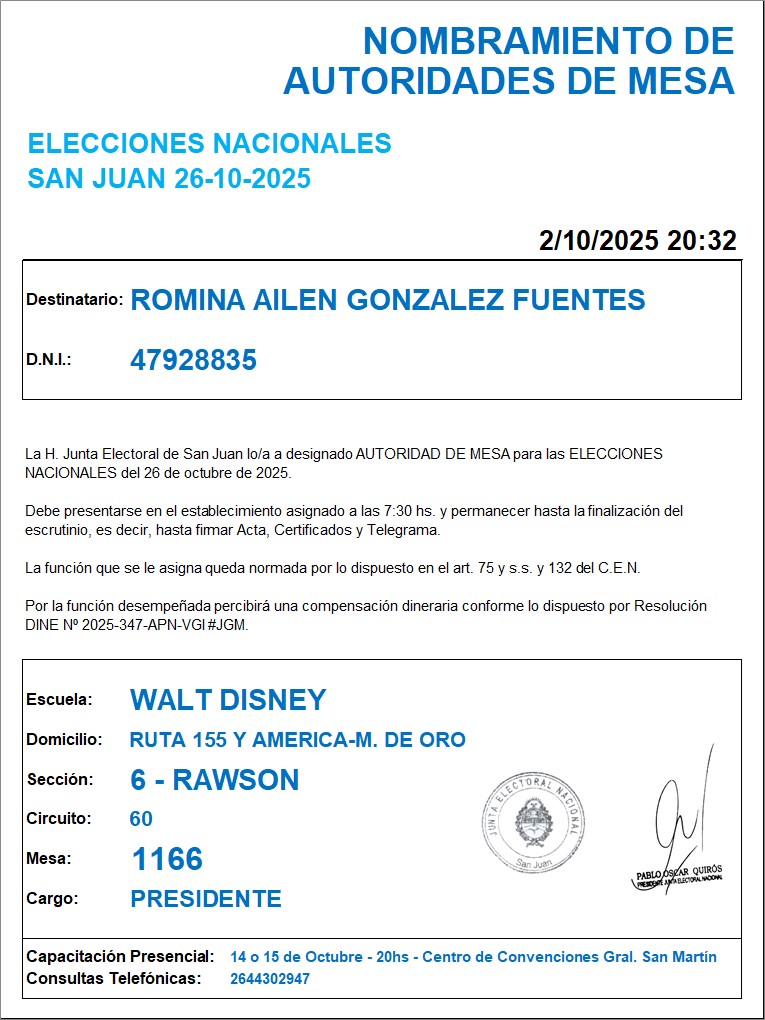 NOMBRAMIENTO DE
AUTORIDADES DE MESA
ELECCIONES NACIONALES
SAN JUAN 26-10-2025
2/10/2025 20:32
Destinatario: ROMINA AILEN GONZALEZ FUENTES
D.N.I.: 47928835
La H. Junta Electoral de San Juan lo/a a designado AUTORIDAD DE MESA para las ELECCIONES
NACIONALES del 26 de octubre de 2025.
Debe presentarse en el establecimiento asignado a las 7:30 hs. y permanecer hasta la finalización del
escrutinio, es decir, hasta firmar Acta, Certificados y Telegrama.
La función que se le asigna queda normada por lo dispuesto en el art. 75 y s.s. y 132 del C.E.N.
Por la función desempeñada percibirá una compensación dineraria conforme lo dispuesto por Resolución
DINE Nº 2025-347-APN-VGI #JGM.
Escuela: WALT DISNEY
Domicilio: RUTA 155 Y AMERICA-M. DE ORO
Sección: 6 - RAWSON
Circuito: 60
Mesa: 1166
Cargo: PRESIDENTE
JUNTA ELECTORAL NACIONAL
San Juan
PABLO OSCAR QUIRÓS
PRESIDENTE JUNTA ELECTORAL NACIONAL
Capacitación Presencial: 14 o 15 de Octubre - 20hs - Centro de Convenciones Gral. San Martín
Consultas Telefónicas: 2644302947